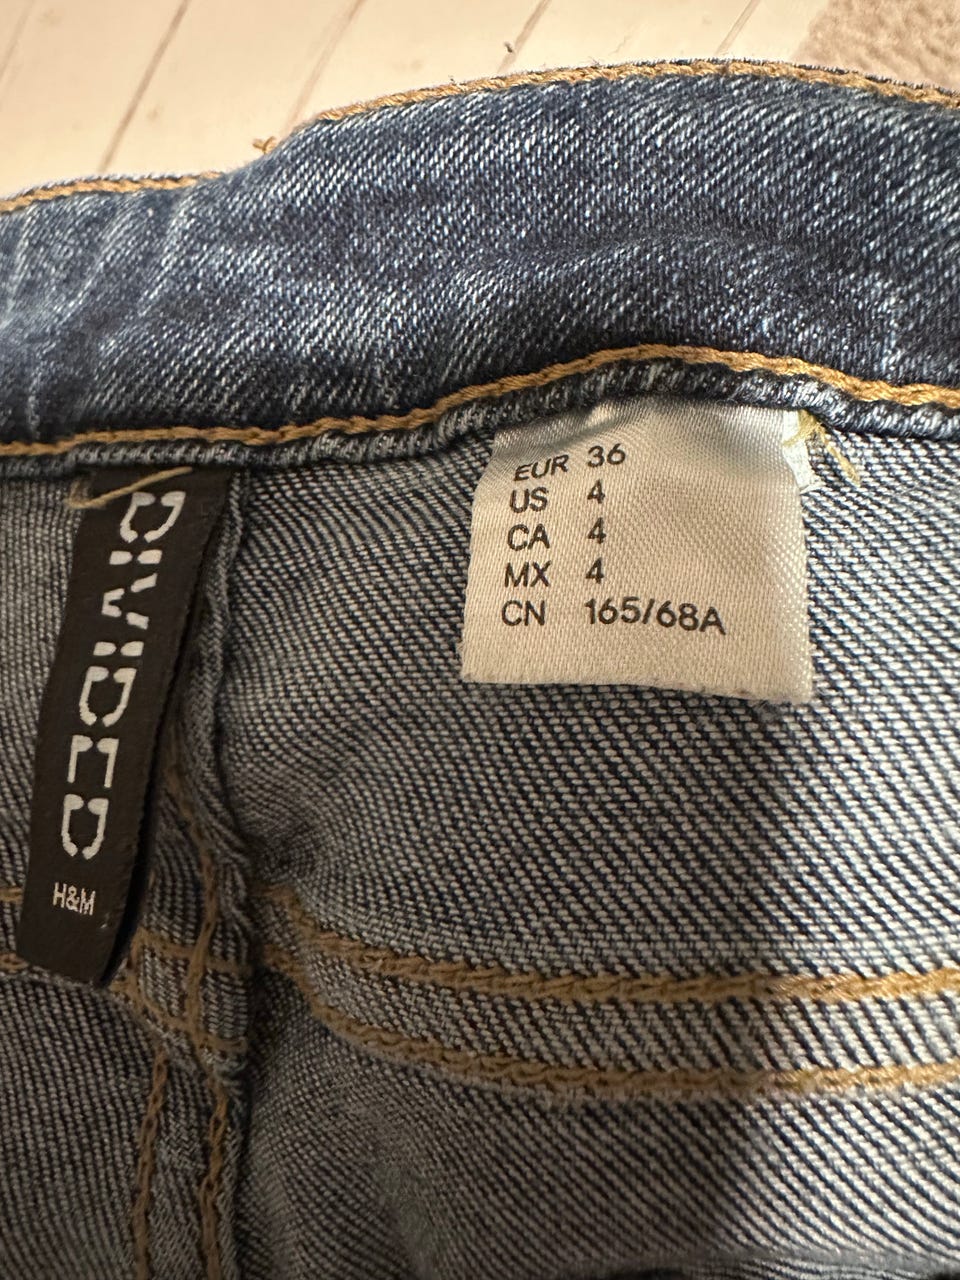 DIVIDED
H&M
EUR 36
US 4
CA 4
MX 4
CN 165/68A